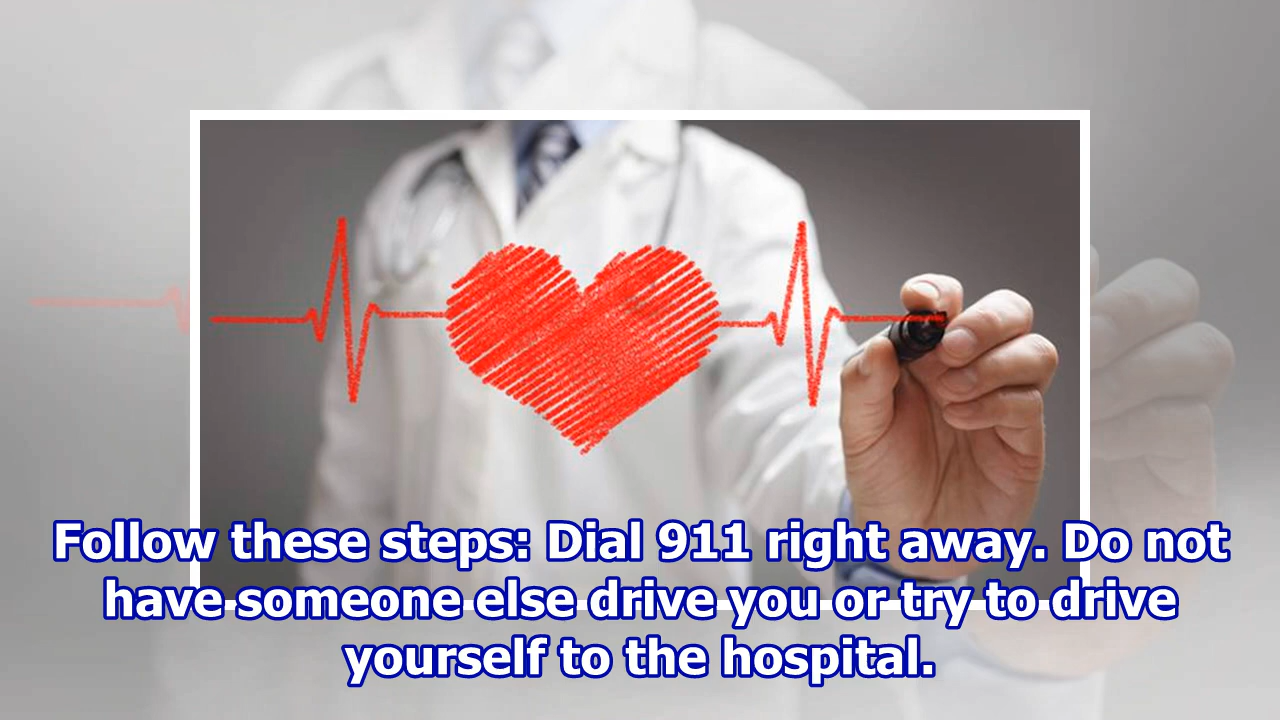 Follow these steps: Dial 911 right away. Do not
have someone else drive you or try to drive
yourself to the hospital.